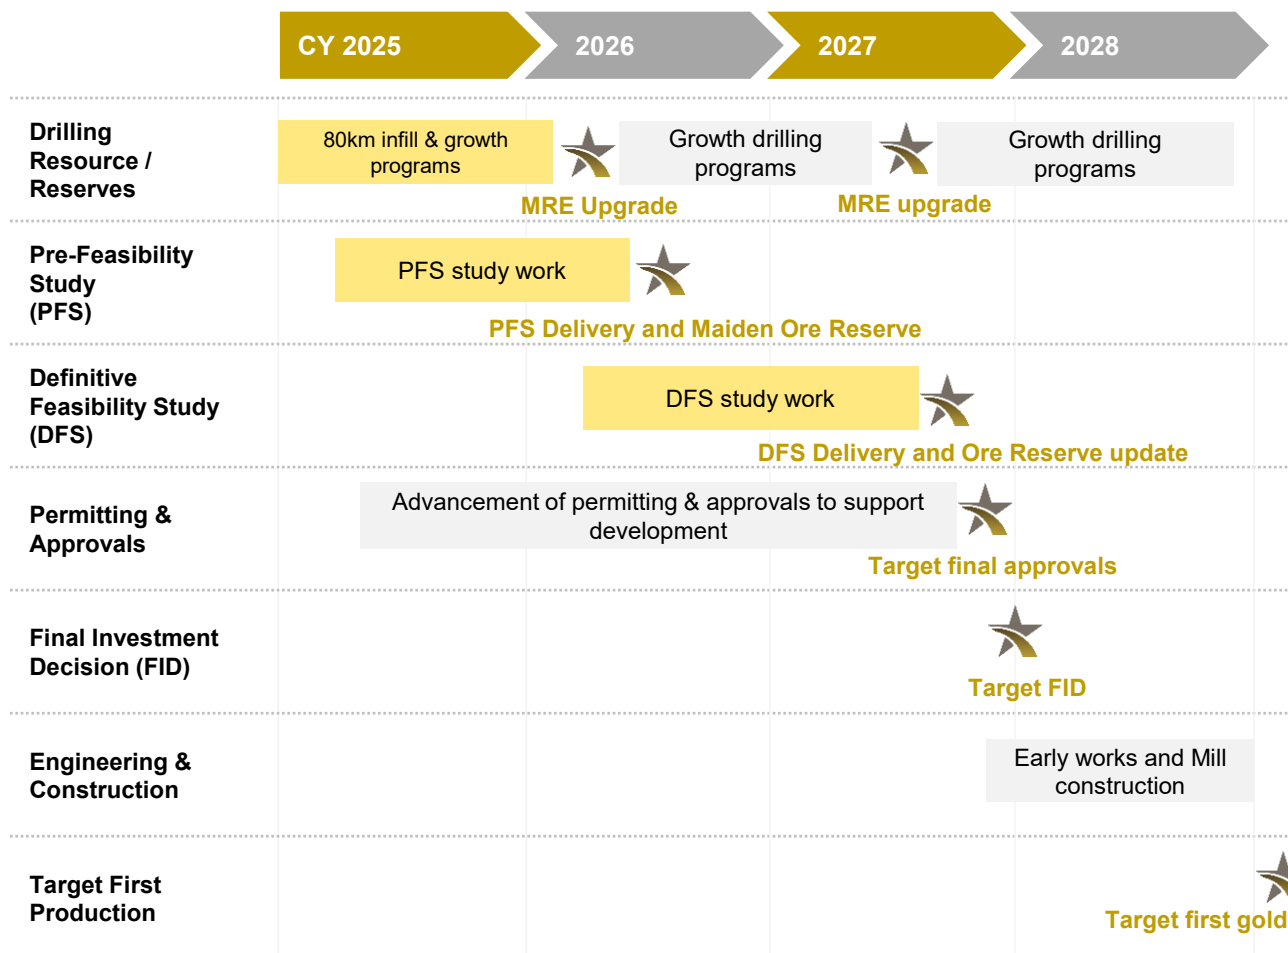 CY 2025
2026
2027
2028
Drilling
Resource /
Reserves
80km infill & growth
programs
MRE Upgrade
Growth drilling
programs
MRE upgrade
Growth drilling
programs
Pre-Feasibility
Study
(PFS)
PFS study work
PFS Delivery and Maiden Ore Reserve
Definitive
Feasibility Study
(DFS)
DFS study work
DFS Delivery and Ore Reserve update
Permitting &
Approvals
Advancement of permitting & approvals to support
development
Target final approvals
Final Investment
Decision (FID)
Target FID
Engineering &
Construction
Early works and Mill
construction
Target First
Production
Target first gold